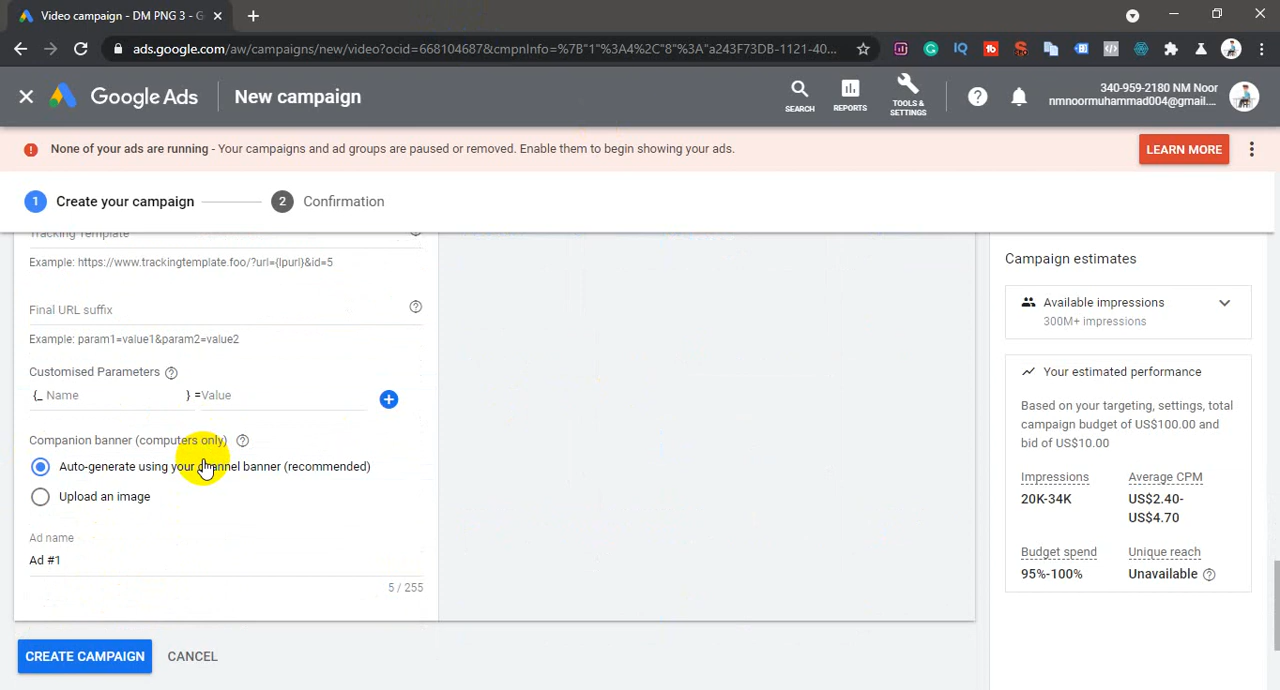 Video campaign - DM PNG 3 - G
ads.google.com/aw/campaigns/new/video?ocid=668104687&cmpnInfo=%7B"1"%3A4%2C"8"%3A"a243F73DB-1121-40...
Google Ads
New campaign
SEARCH
REPORTS
TOOLS &
SETTINGS
340-959-2180 NM Noor
nmnoormuhammad004@gmail....
None of your ads are running - Your campaigns and ad groups are paused or removed. Enable them to begin showing your ads.
LEARN MORE
1 Create your campaign
2 Confirmation
Tracking Template
Example: https://www.trackingtemplate.foo/?url={lpurl}&id=5
Final URL suffix
Example: param1=value1&param2=value2
Customised Parameters
{_ Name } =Value
Companion banner (computers only)
Auto-generate using your channel banner (recommended)
Upload an image
Ad name
Ad #1
5 / 255
CREATE CAMPAIGN
CANCEL
Campaign estimates
Available impressions
300M+ impressions
Your estimated performance
Based on your targeting, settings, total
campaign budget of US$100.00 and
bid of US$10.00
Impressions
20K-34K
Average CPM
US$2.40-
US$4.70
Budget spend
95%-100%
Unique reach
Unavailable